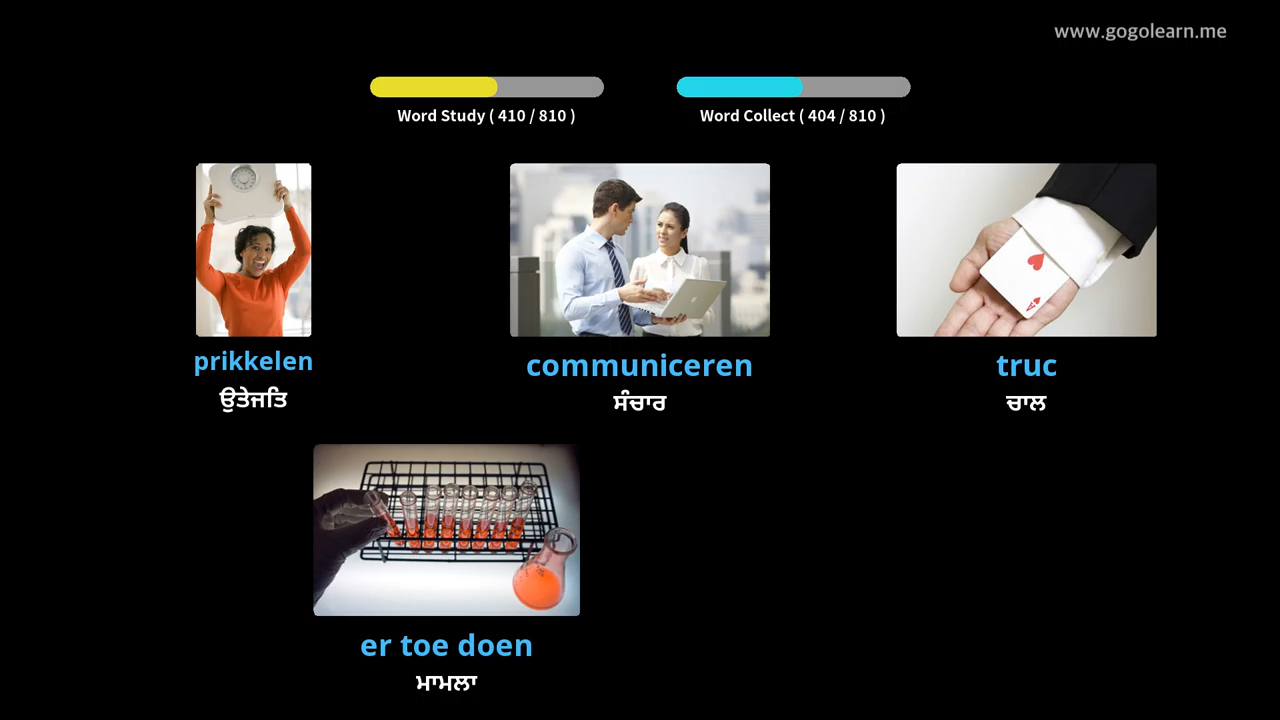 www.gogolearn.me
Word Study ( 410 / 810 )
Word Collect ( 404 / 810 )
prikkelen
ਉਤੇਜਤਿ
communiceren
ਸੰਚਾਰ
truc
ਚਾਲ
er toe doen
ਮਾਮਲਾ